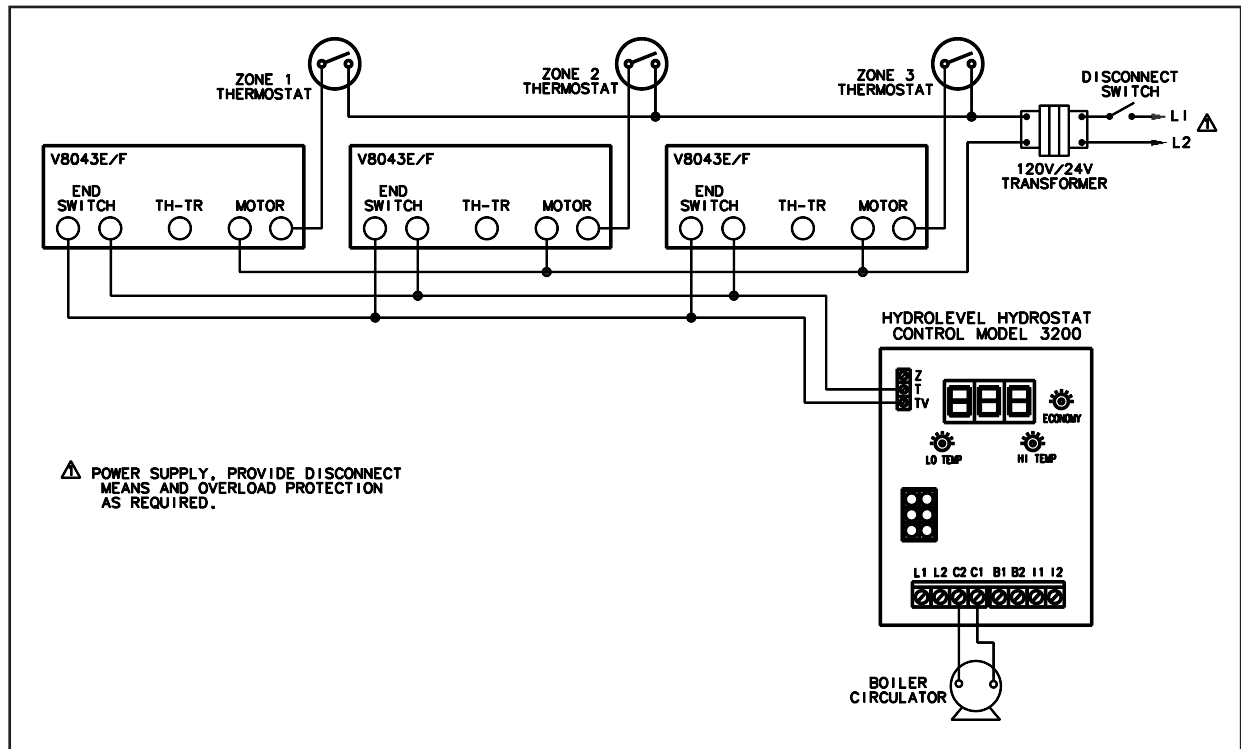 ZONE 1
THERMOSTAT
ZONE 2
THERMOSTAT
ZONE 3
THERMOSTAT
DISCONNECT
SWITCH
L1
L2
120V/24V
TRANSFORMER
V8043E/F
END
SWITCH
TH-TR
MOTOR
V8043E/F
END
SWITCH
TH-TR
MOTOR
V8043E/F
END
SWITCH
TH-TR
MOTOR
HYDROLEVEL HYDROSTAT
CONTROL MODEL 3200
Z
T
TV
888
ECONOMY
LO TEMP
HI TEMP
L1 L2 C2 C1 B1 B2 I1 I2
BOILER
CIRCULATOR
⚠ POWER SUPPLY, PROVIDE DISCONNECT
MEANS AND OVERLOAD PROTECTION
AS REQUIRED.